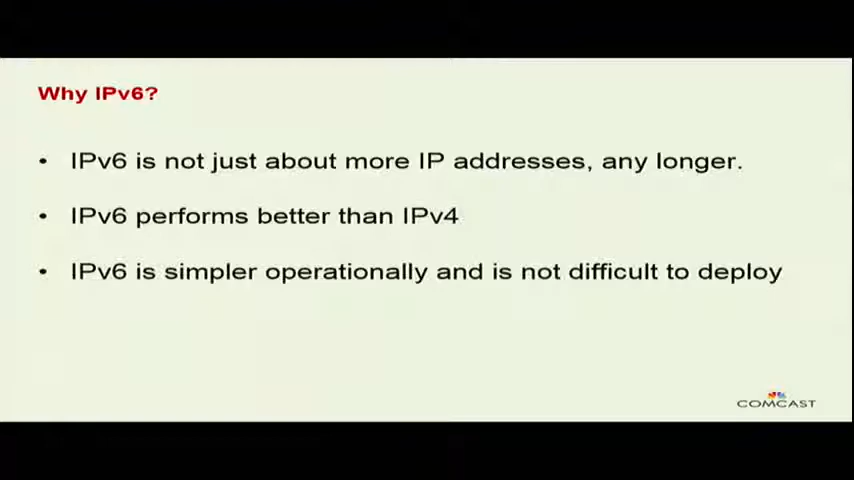 Why IPv6?
• IPv6 is not just about more IP addresses, any longer.
• IPv6 performs better than IPv4
• IPv6 is simpler operationally and is not difficult to deploy
COMCAST